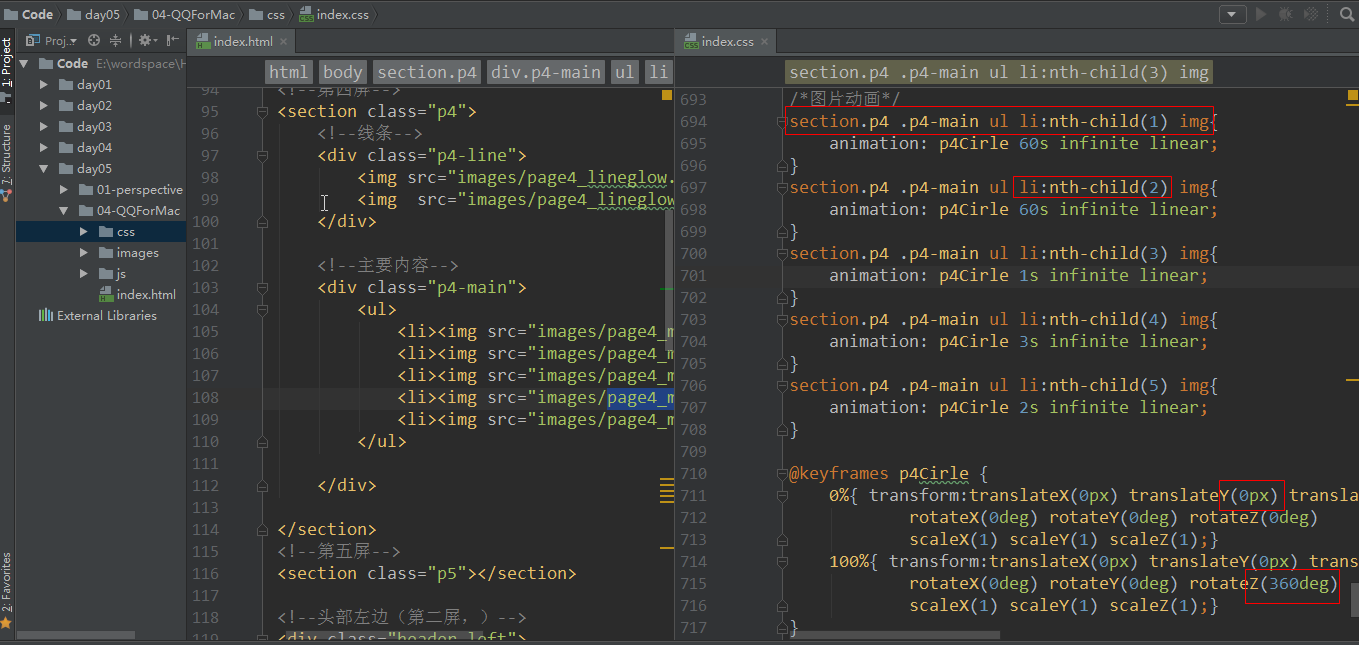 Code day05 04-QQForMac css index.css
1: Project
7: Structure
2: Favorites
Proj..
Code E:\wordspace\H
day01
day02
day03
day04
day05
01-perspective
04-QQForMac
css
images
js
index.html
External Libraries
index.html
html body section.p4 div.p4-main ul li
94 <!--第四屏-->
95 <section class="p4">
96 <!--线条-->
97 <div class="p4-line">
98 <img src="images/page4_lineglow.
99 <img  src="images/page4_lineglow
100 </div>
101
102 <!--主要内容-->
103 <div class="p4-main">
104 <ul>
105 <li><img src="images/page4_m
106 <li><img src="images/page4_m
107 <li><img src="images/page4_m
108 <li><img src="images/page4_m
109 <li><img src="images/page4_m
110 </ul>
111
112 </div>
113
114 </section>
115 <!--第五屏-->
116 <section class="p5"></section>
117
118 <!--头部左边（第二屏，）-->
119 <div class="header left">
index.css
section.p4 .p4-main ul li:nth-child(3) img
693 /*图片动画*/
694 section.p4 .p4-main ul li:nth-child(1) img{
695 animation: p4Cirle 60s infinite linear;
696 }
697 section.p4 .p4-main ul li:nth-child(2) img{
698 animation: p4Cirle 60s infinite linear;
699 }
700 section.p4 .p4-main ul li:nth-child(3) img{
701 animation: p4Cirle 1s infinite linear;
702 }
703 section.p4 .p4-main ul li:nth-child(4) img{
704 animation: p4Cirle 3s infinite linear;
705 }
706 section.p4 .p4-main ul li:nth-child(5) img{
707 animation: p4Cirle 2s infinite linear;
708 }
709
710 @keyframes p4Cirle {
711 0%{ transform:translateX(0px) translateY(0px) transla
712 rotateX(0deg) rotateY(0deg) rotateZ(0deg)
713 scaleX(1) scaleY(1) scaleZ(1);}
714 100%{ transform:translateX(0px) translateY(0px) trans
715 rotateX(0deg) rotateY(0deg) rotateZ(360deg)
716 scaleX(1) scaleY(1) scaleZ(1);}
717 }